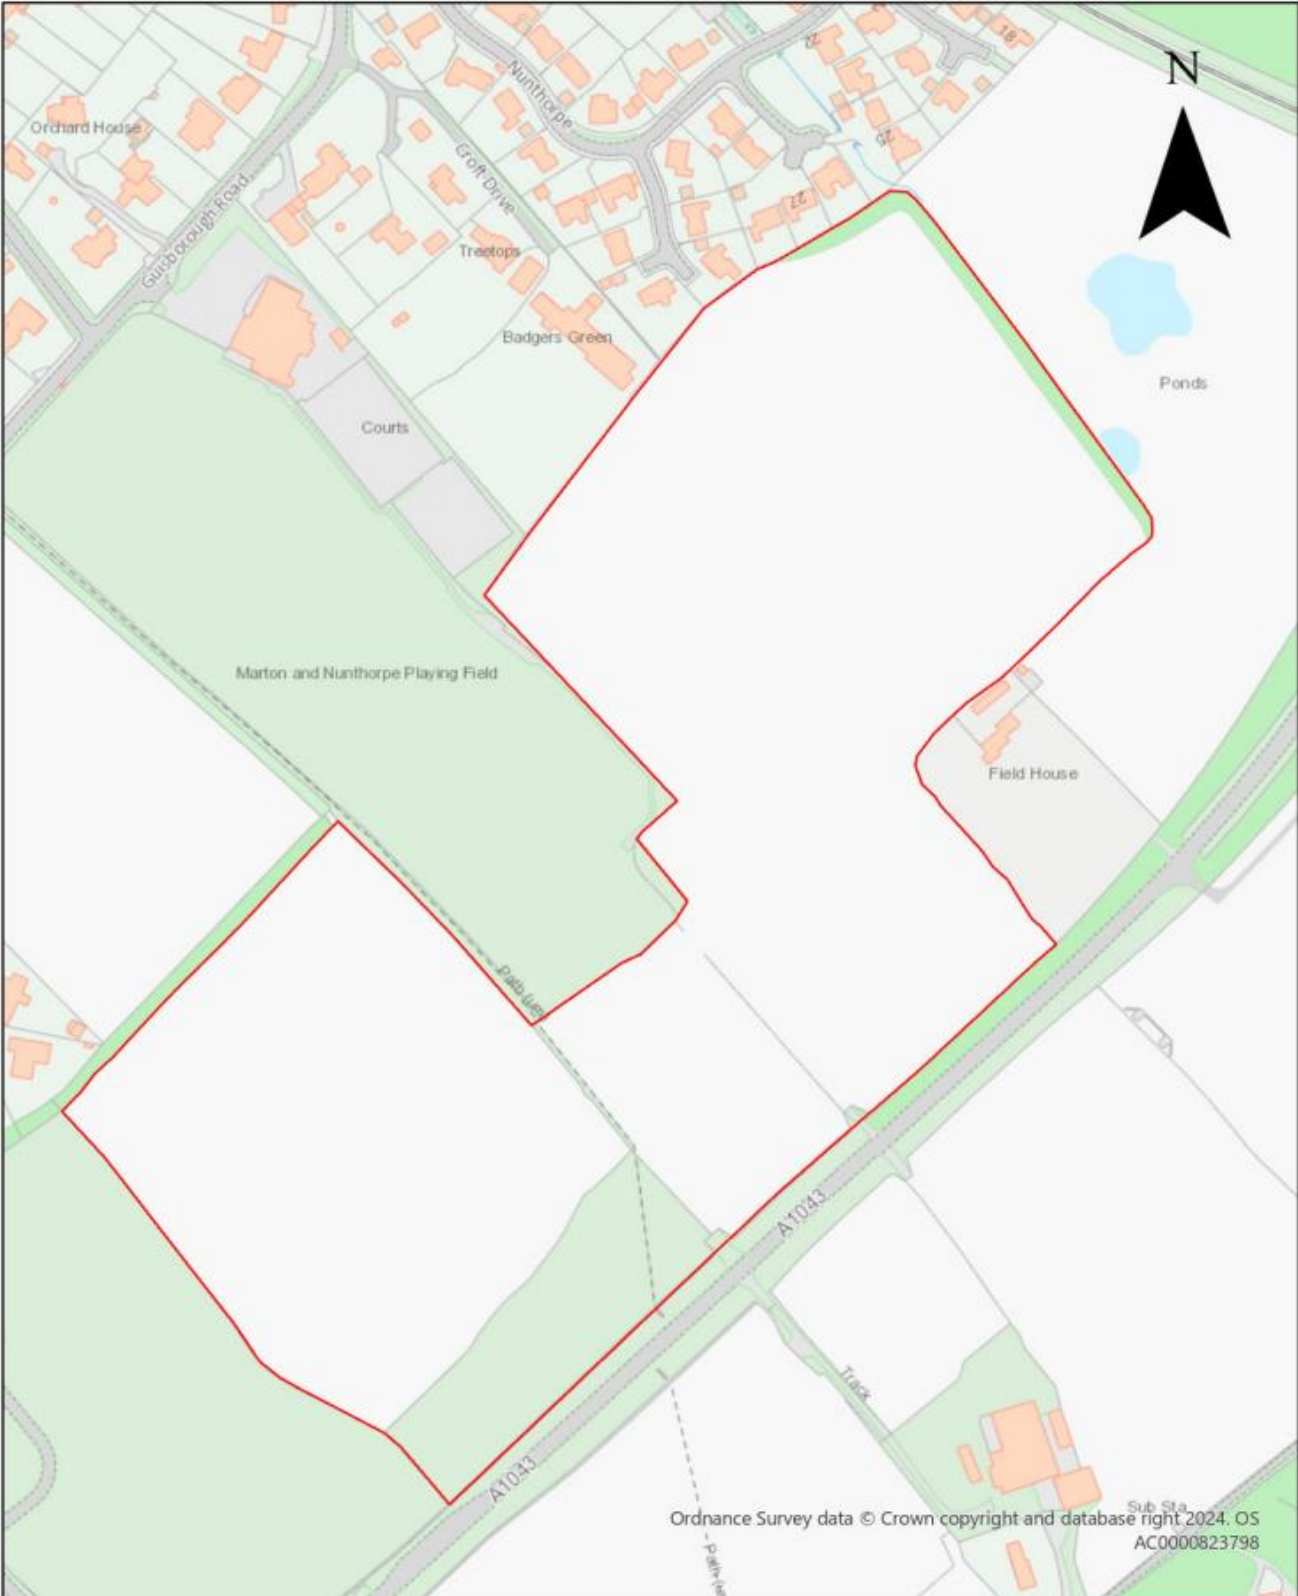 18
22
N
Nunthorpe
Orchard House
25
Croft Drive
27
Guisborough Road
Treetops
Badgers Green
Ponds
Courts
Marton and Nunthorpe Playing Field
Field House
Path (um)
A1043
Track
A1043
Sub Sta
Ordnance Survey data © Crown copyright and database right 2024. OS
AC0000823798
Path